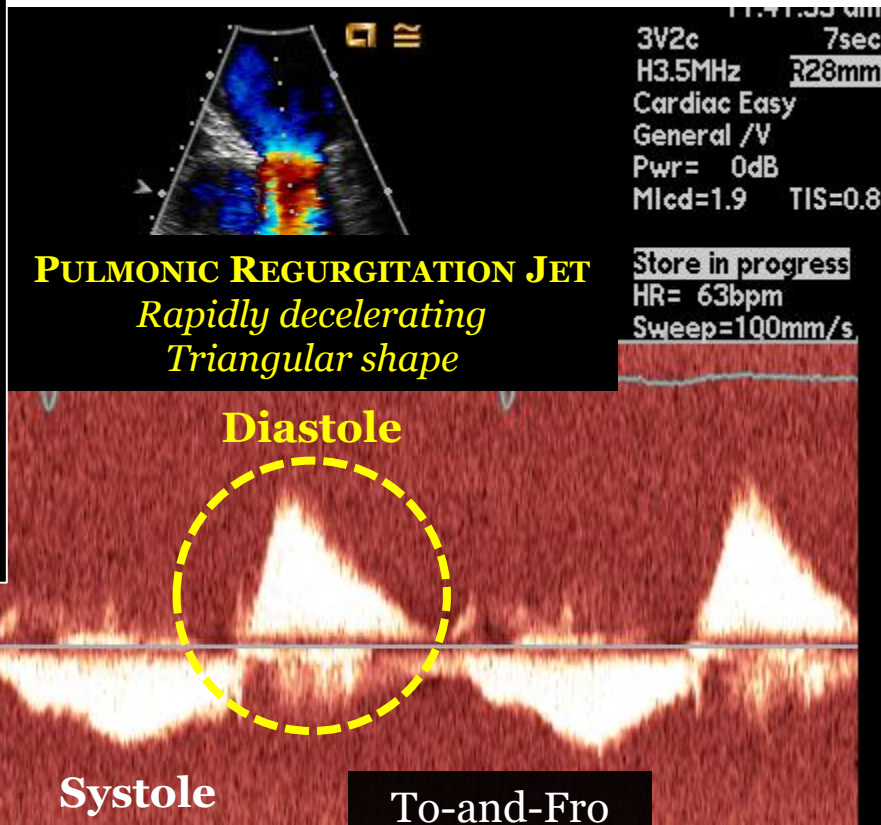 3V2c 7sec
H3.5MHz R28mm
Cardiac Easy
General /V
Pwr= 0dB
MIcd=1.9 TIS=0.8
PULMONIC REGURGITATION JET
Rapidly decelerating
Triangular shape
Store in progress
HR= 63bpm
Sweep=100mm/s
Diastole
Systole
To-and-Fro